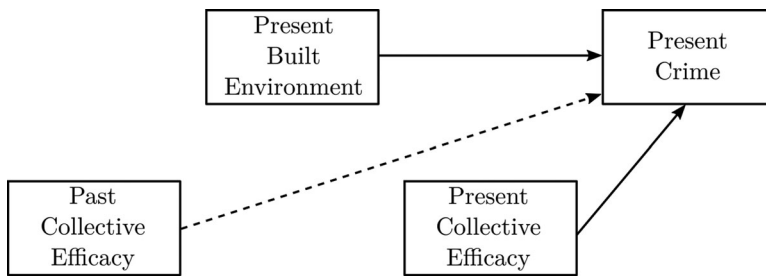 Present
Built
Environment
Present
Crime
Past
Collective
Efficacy
Present
Collective
Efficacy